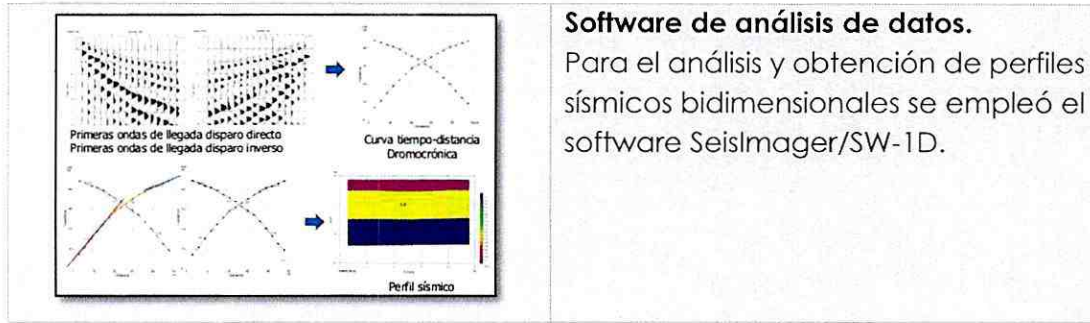 Software de análisis de datos.
Para el análisis y obtención de perfiles
sísmicos bidimensionales se empleó el
software SeisImager/SW-1D.
Primeras ondas de llegada disparo directo
Primeras ondas de llegada disparo inverso
Curva tiempo-distancia
Dromocrónica
Perfil sísmico